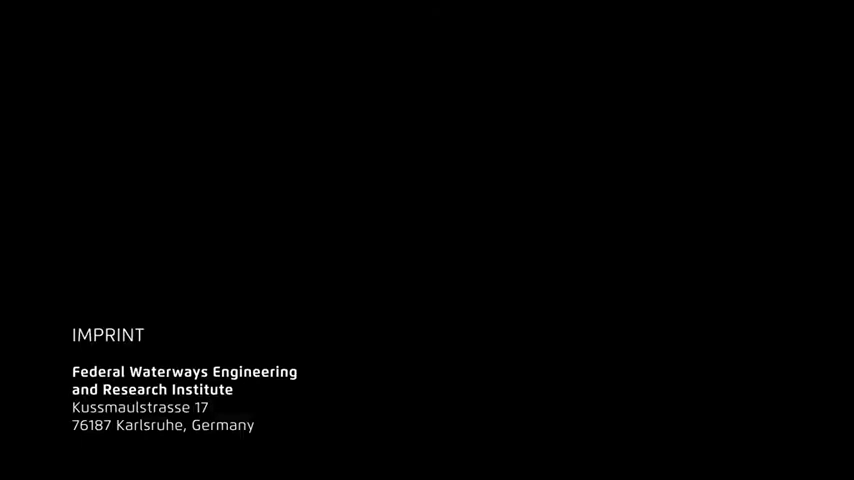 IMPRINT
Federal Waterways Engineering
and Research Institute
Kussmaulstrasse 17
76187 Karlsruhe, Germany